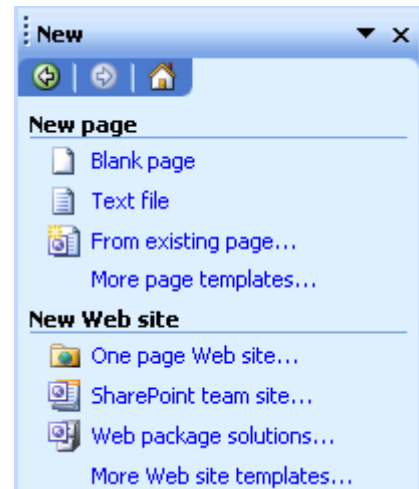 New
New page
Blank page
Text file
From existing page...
More page templates...
New Web site
One page Web site...
SharePoint team site...
Web package solutions...
More Web site templates...